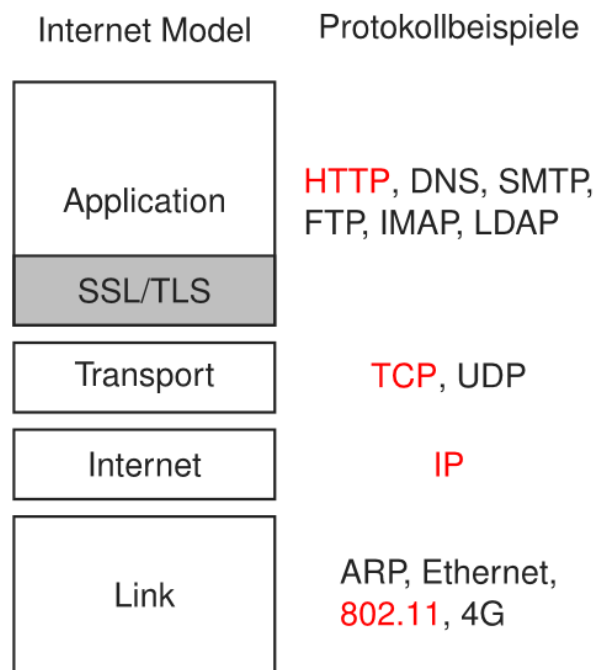 Internet Model Protokollbeispiele
Application
HTTP, DNS, SMTP,
FTP, IMAP, LDAP
SSL/TLS
Transport TCP, UDP
Internet IP
Link
ARP, Ethernet,
802.11, 4G